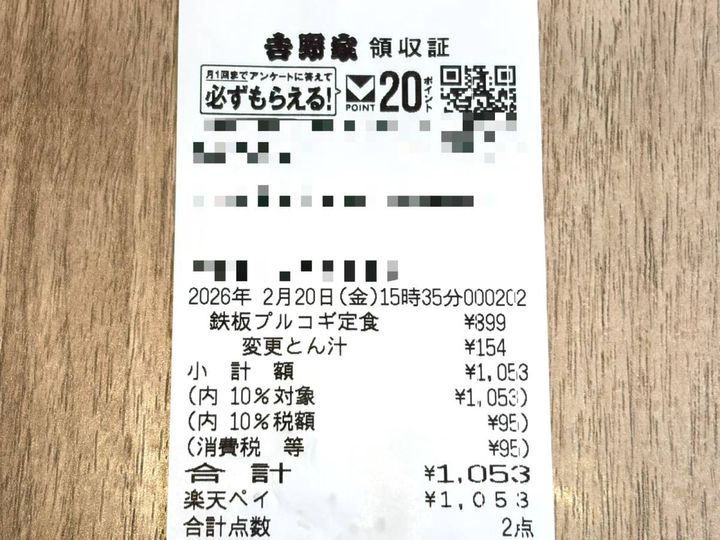 吉野家 領収証
月1回までアンケートに答えて
必ずもらえる!
V POINT 20ポイント
2026年 2月20日(金)15時35分000202
鉄板プルコギ定食 ¥899
変更とん汁 ¥154
小 計 額 ¥1,053
(内 10%対象 ¥1,053)
(内 10%税額 ¥95)
(消費税 等 ¥95)
合 計 ¥1,053
楽天ペイ ¥1,053
合計点数 2点